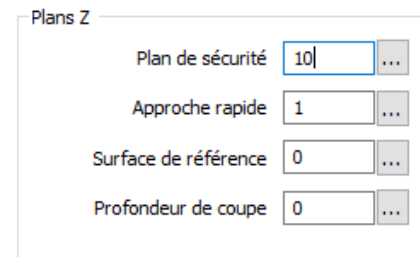 Plans Z
Plan de sécurité 10 ...
Approche rapide 1 ...
Surface de référence 0 ...
Profondeur de coupe 0 ...